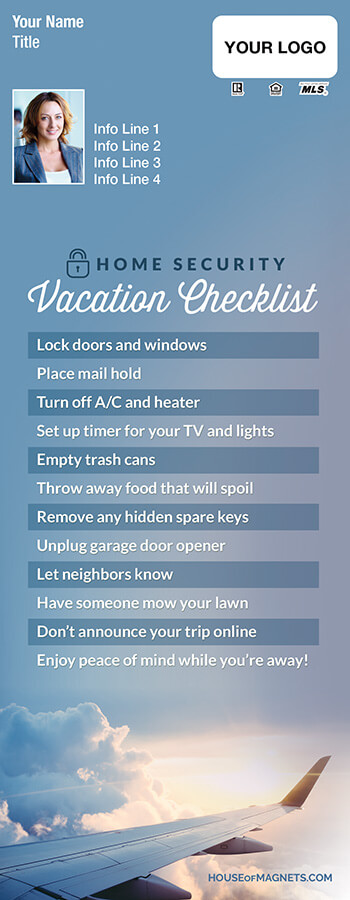 Your Name
Title
YOUR LOGO
MLS
Info Line 1
Info Line 2
Info Line 3
Info Line 4
HOME SECURITY
Vacation Checklist
Lock doors and windows
Place mail hold
Turn off A/C and heater
Set up timer for your TV and lights
Empty trash cans
Throw away food that will spoil
Remove any hidden spare keys
Unplug garage door opener
Let neighbors know
Have someone mow your lawn
Don’t announce your trip online
Enjoy peace of mind while you’re away!
HOUSEOFMAGNETS.COM